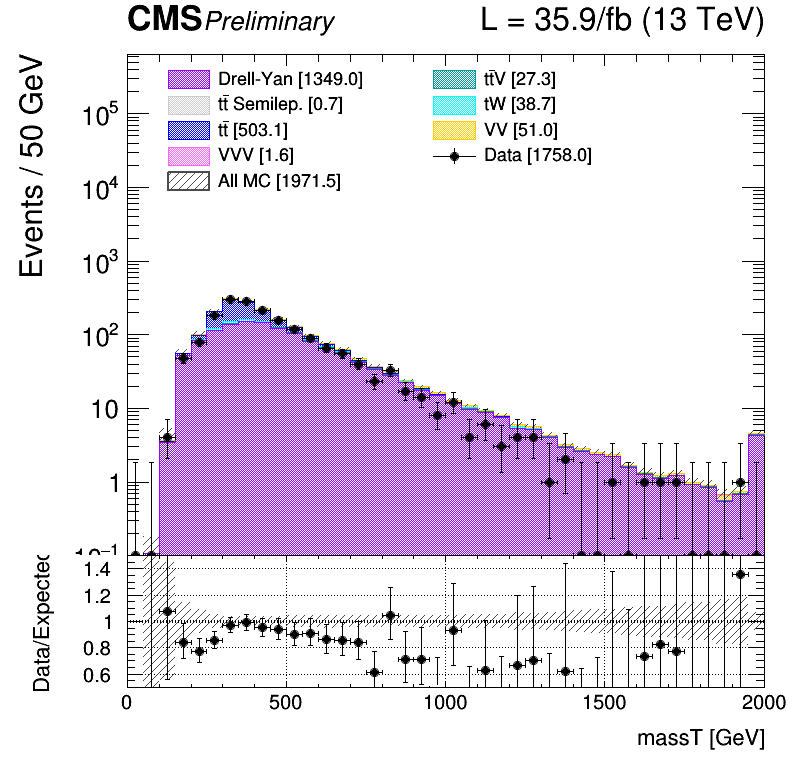 CMS Preliminary L = 35.9/fb (13 TeV)
Events / 50 GeV
Drell-Yan [1349.0]
tt̄ Semilep. [0.7]
tt̄ [503.1]
VVV [1.6]
All MC [1971.5]
tt̄V [27.3]
tW [38.7]
VV [51.0]
Data [1758.0]
10⁵
10⁴
10³
10²
10
1
10⁻¹
Data/Expected
1.4
1.2
1
0.8
0.6
0 500 1000 1500 2000
massT [GeV]